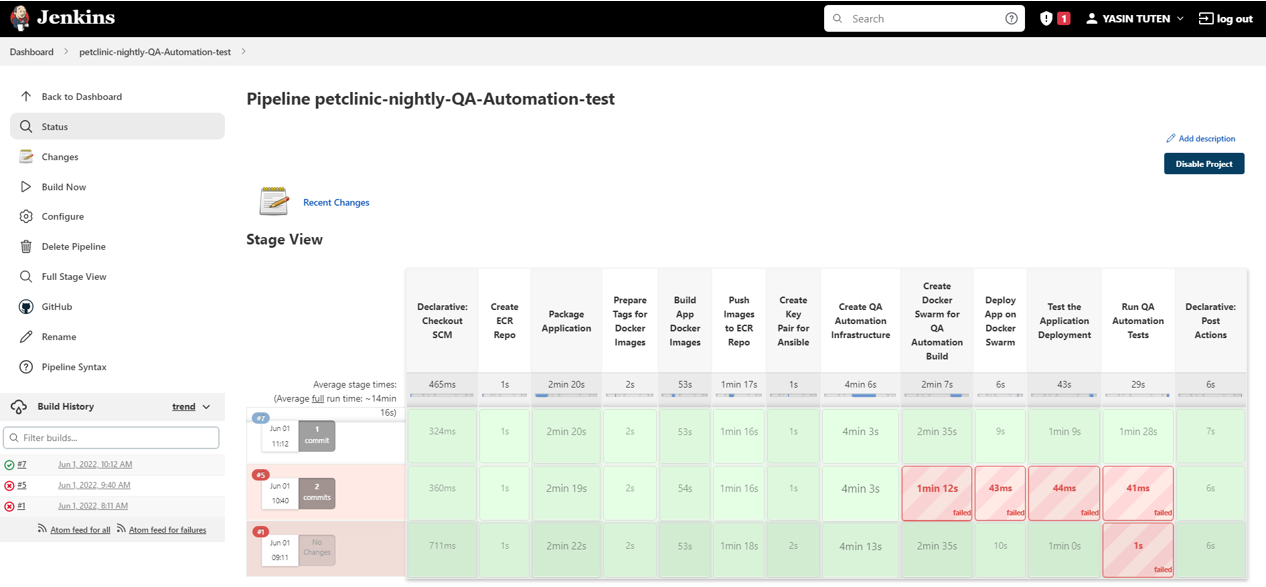 Jenkins
Search
1
YASIN TUTEN
log out
Dashboard
petclinic-nightly-QA-Automation-test
Back to Dashboard
Status
Changes
Build Now
Configure
Delete Pipeline
Full Stage View
GitHub
Rename
Pipeline Syntax
Build History
trend
Filter builds...
#7 Jun 1, 2022, 10:12 AM
#5 Jun 1, 2022, 9:40 AM
#1 Jun 1, 2022, 8:11 AM
Atom feed for all Atom feed for failures
Pipeline petclinic-nightly-QA-Automation-test
Add description
Disable Project
Recent Changes
Stage View
Declarative:
Checkout
SCM
Create
ECR
Repo
Package
Application
Prepare
Tags for
Docker
Images
Build
App
Docker
Images
Push
Images
to ECR
Repo
Create
Key
Pair for
Ansible
Create QA
Automation
Infrastructure
Create
Docker
Swarm for
QA
Automation
Build
Deploy
App on
Docker
Swarm
Test the
Application
Deployment
Run QA
Automation
Tests
Declarative:
Post
Actions
Average stage times:
(Average full run time: ~14min
16s)
465ms 1s 2min 20s 2s 53s 1min 17s 1s 4min 6s 2min 7s 6s 43s 29s 6s
#7
Jun 01
11:12
1
commit
324ms 1s 2min 20s 2s 53s 1min 16s 1s 4min 3s 2min 35s 9s 1min 9s 1min 28s 7s
#5
Jun 01
10:40
2
commits
360ms 1s 2min 19s 2s 54s 1min 16s 1s 4min 3s 1min 12s 43ms 44ms 41ms 6s
failed failed failed failed
#1
Jun 01
09:11
No
Changes
711ms 1s 2min 22s 2s 53s 1min 18s 2s 4min 13s 2min 35s 10s 1min 0s 1s 6s
failed